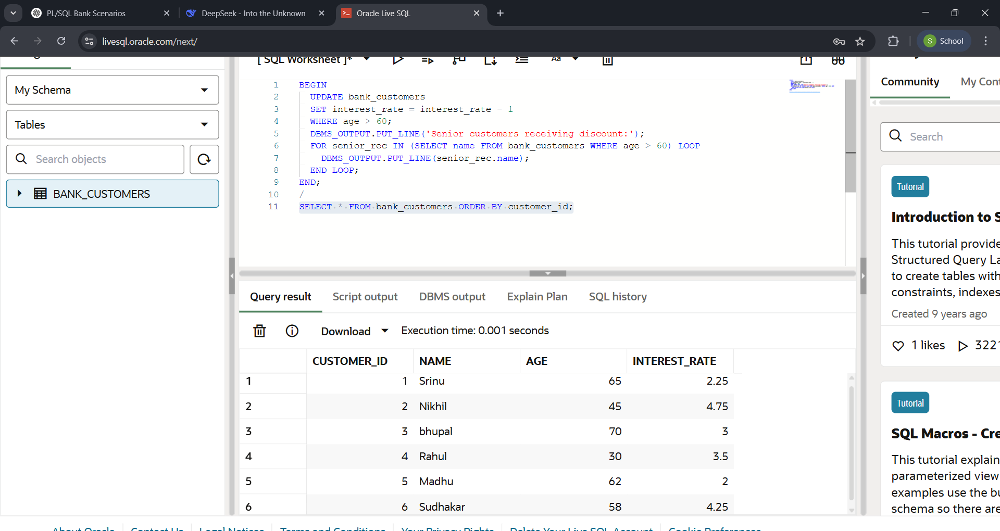 PL/SQL Bank Scenarios
DeepSeek - Into the Unknown
Oracle Live SQL
livesql.oracle.com/next/
S School
My Schema
Tables
Search objects
BANK_CUSTOMERS
[ SQL Worksheet ]*
Aa
1 BEGIN
2 UPDATE bank_customers
3 SET interest_rate = interest_rate - 1
4 WHERE age > 60;
5 DBMS_OUTPUT.PUT_LINE('Senior customers receiving discount:');
6 FOR senior_rec IN (SELECT name FROM bank_customers WHERE age > 60) LOOP
7 DBMS_OUTPUT.PUT_LINE(senior_rec.name);
8 END LOOP;
9 END;
10 /
11 SELECT * FROM bank_customers ORDER BY customer_id;
Query result Script output DBMS output Explain Plan SQL history
Download Execution time: 0.001 seconds
CUSTOMER_ID NAME AGE INTEREST_RATE
1 1 Srinu 65 2.25
2 2 Nikhil 45 4.75
3 3 bhupal 70 3
4 4 Rahul 30 3.5
5 5 Madhu 62 2
6 6 Sudhakar 58 4.25
Community My Cont
Search
Tutorial
Introduction to S
This tutorial provide
Structured Query La
to create tables with
constraints, indexes
Created 9 years ago
1 likes 3221
Tutorial
SQL Macros - Cre
This tutorial explain
parameterized view
examples use the bu
schema so there are
About Oracle Contact Us Legal Notices Terms and Conditions Your Privacy Rights Delete Your Live SQL Account Cookie Preferences